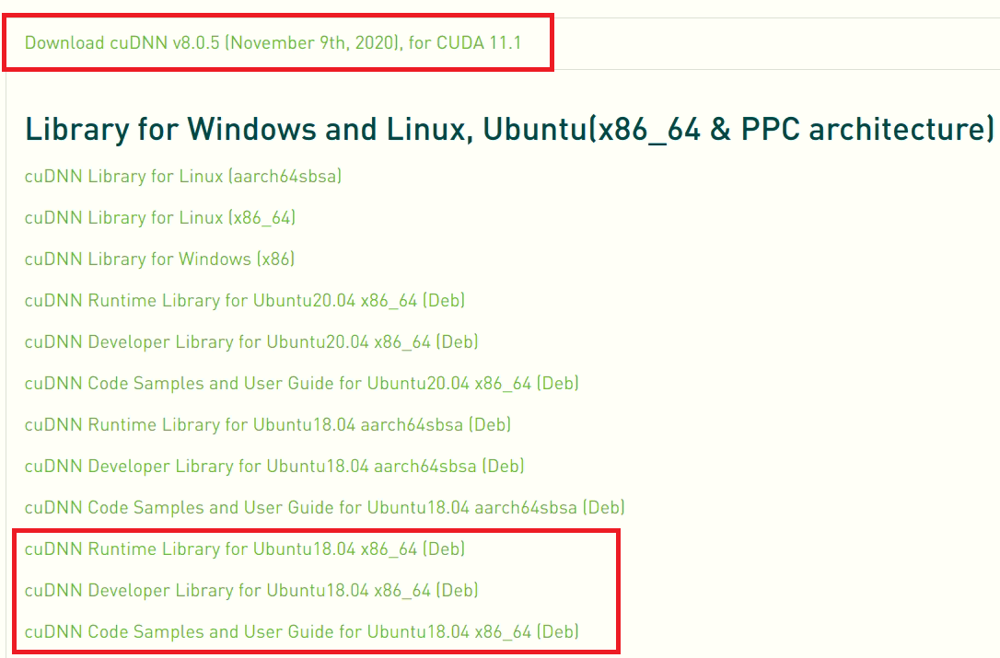 Download cuDNN v8.0.5 (November 9th, 2020), for CUDA 11.1
Library for Windows and Linux, Ubuntu(x86_64 & PPC architecture)
cuDNN Library for Linux (aarch64sbsa)
cuDNN Library for Linux (x86_64)
cuDNN Library for Windows (x86)
cuDNN Runtime Library for Ubuntu20.04 x86_64 (Deb)
cuDNN Developer Library for Ubuntu20.04 x86_64 (Deb)
cuDNN Code Samples and User Guide for Ubuntu20.04 x86_64 (Deb)
cuDNN Runtime Library for Ubuntu18.04 aarch64sbsa (Deb)
cuDNN Developer Library for Ubuntu18.04 aarch64sbsa (Deb)
cuDNN Code Samples and User Guide for Ubuntu18.04 aarch64sbsa (Deb)
cuDNN Runtime Library for Ubuntu18.04 x86_64 (Deb)
cuDNN Developer Library for Ubuntu18.04 x86_64 (Deb)
cuDNN Code Samples and User Guide for Ubuntu18.04 x86_64 (Deb)